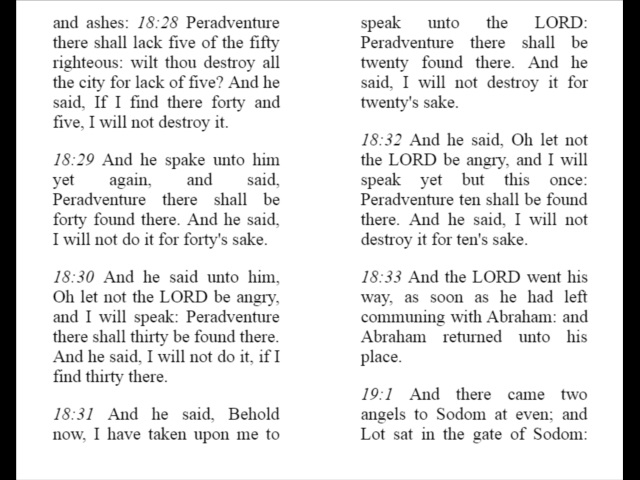 and ashes: 18:28 Peradventure
there shall lack five of the fifty
righteous: wilt thou destroy all
the city for lack of five? And he
said, If I find there forty and
five, I will not destroy it.
18:29 And he spake unto him
yet again, and said,
Peradventure there shall be
forty found there. And he said,
I will not do it for forty's sake.
18:30 And he said unto him,
Oh let not the LORD be angry,
and I will speak: Peradventure
there shall thirty be found there.
And he said, I will not do it, if I
find thirty there.
18:31 And he said, Behold
now, I have taken upon me to
speak unto the LORD:
Peradventure there shall be
twenty found there. And he
said, I will not destroy it for
twenty's sake.
18:32 And he said, Oh let not
the LORD be angry, and I will
speak yet but this once:
Peradventure ten shall be found
there. And he said, I will not
destroy it for ten's sake.
18:33 And the LORD went his
way, as soon as he had left
communing with Abraham: and
Abraham returned unto his
place.
19:1 And there came two
angels to Sodom at even; and
Lot sat in the gate of Sodom: